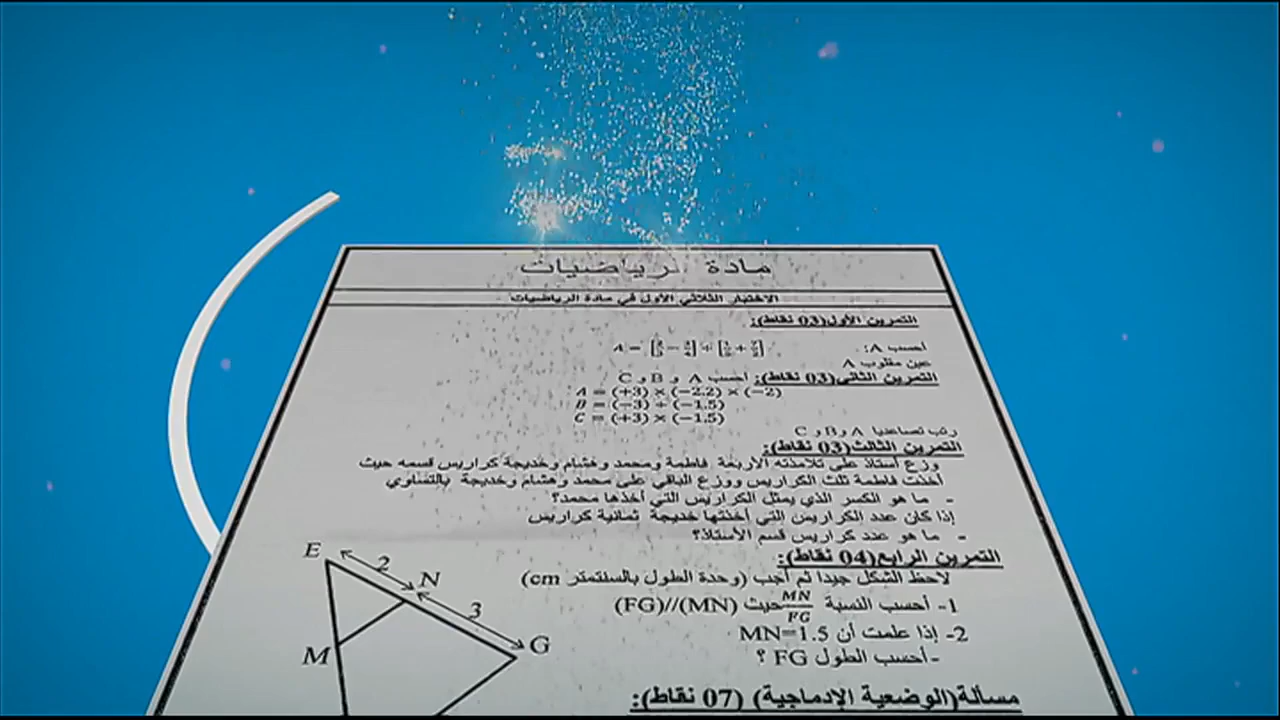 مادة الرياضيات
الاختبار الثلاثي الأول في مادة الرياضيات
التمرين الأول(03 نقاط):
أحسب A:
عين مقلوب A
التمرين الثاني(03 نقاط): أحسب A و B و C
A = (+3) × (−2.2) × (−2)
B = (−3) ÷ (−1.5)
C = (+3) × (−1.5)
رتب تصاعديا A وB و C
التمرين الثالث(03 نقاط):
وزع أستاذ على تلامذته الأربعة فاطمة ومحمد وهشام وخديجة كراريس قسمه حيث
أخذت فاطمة ثلث الكراريس ووزع الباقي على محمد وهشام وخديجة بالتساوي
- ما هو الكسر الذي يمثل الكراريس التي أخذها محمد؟
إذا كان عدد الكراريس التي أخذتها خديجة ثمانية كراريس
- ما هو عدد كراريس قسم الأستاذ؟
التمرين الرابع(04 نقاط):
لاحظ الشكل جيدا ثم أجب (وحدة الطول بالسنتمتر cm)
1- أحسب النسبة MN/FG حيث (MN)//(FG)
2- إذا علمت أن MN=1.5
-أحسب الطول FG ؟
E
2
N
3
G
M
مسألة(الوضعية الإدماجية) (07 نقاط):